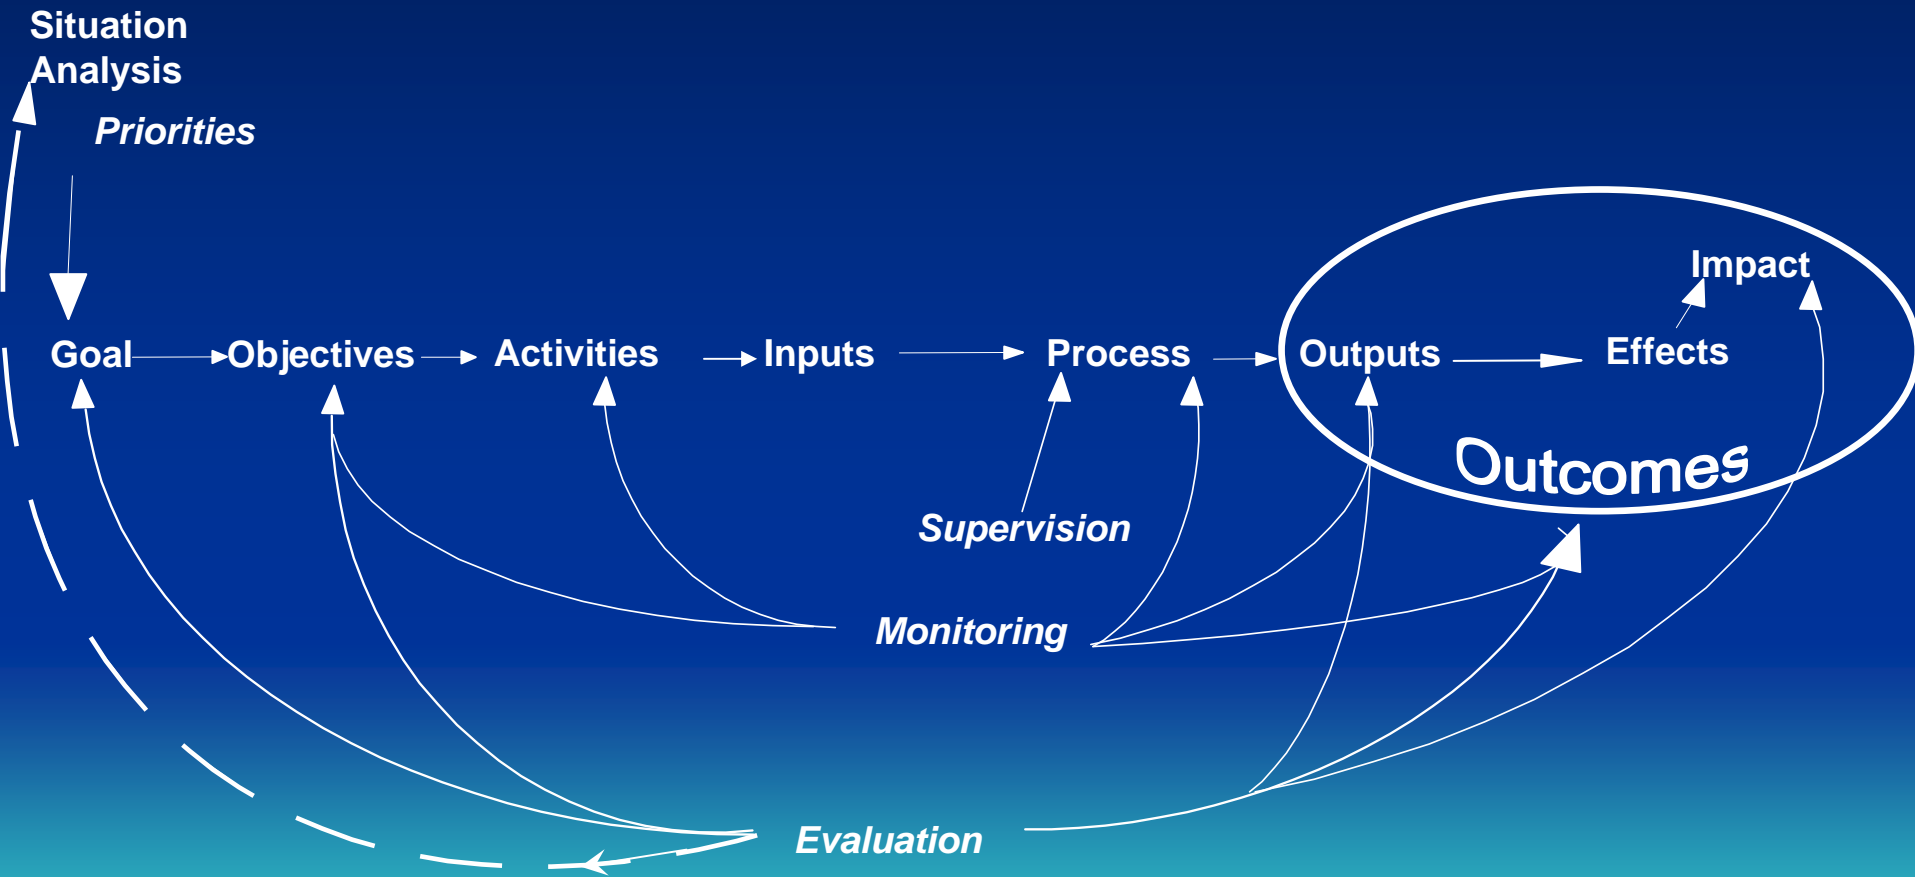 Situation
Analysis
Priorities
Impact
Goal Objectives Activities Inputs Process Outputs Effects
Outcomes
Supervision
Monitoring
Evaluation